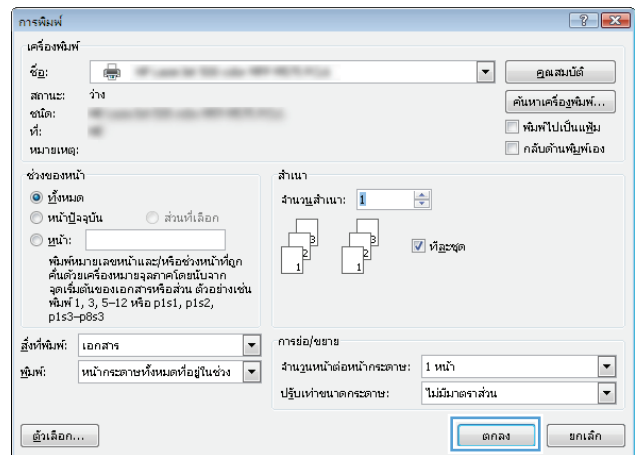 การพิมพ์
เครื่องพิมพ์
ชื่อ:
คุณสมบัติ
สถานะ: ว่าง
ค้นหาเครื่องพิมพ์...
ชนิด:
ที่:
พิมพ์ไปเป็นแฟ้ม
หมายเหตุ:
กลับด้านพิมพ์เอง
ช่วงของหน้า
ทั้งหมด
หน้าปัจจุบัน ส่วนที่เลือก
หน้า:
พิมพ์หมายเลขหน้าและ/หรือช่วงหน้าที่ถูก
คั่นด้วยเครื่องหมายจุลภาคโดยนับจาก
จุดเริ่มต้นของเอกสารหรือส่วน ตัวอย่างเช่น
พิมพ์ 1, 3, 5–12 หรือ p1s1, p1s2,
p1s3–p8s3
สำเนา
จำนวนสำเนา: 1
3 3
2 2
1 1
ทีละชุด
สิ่งที่พิมพ์: เอกสาร
พิมพ์: หน้ากระดาษทั้งหมดที่อยู่ในช่วง
การย่อ/ขยาย
จำนวนหน้าต่อหน้ากระดาษ: 1 หน้า
ปรับเท่าขนาดกระดาษ: ไม่มีมาตราส่วน
ตัวเลือก...
ตกลง
ยกเลิก